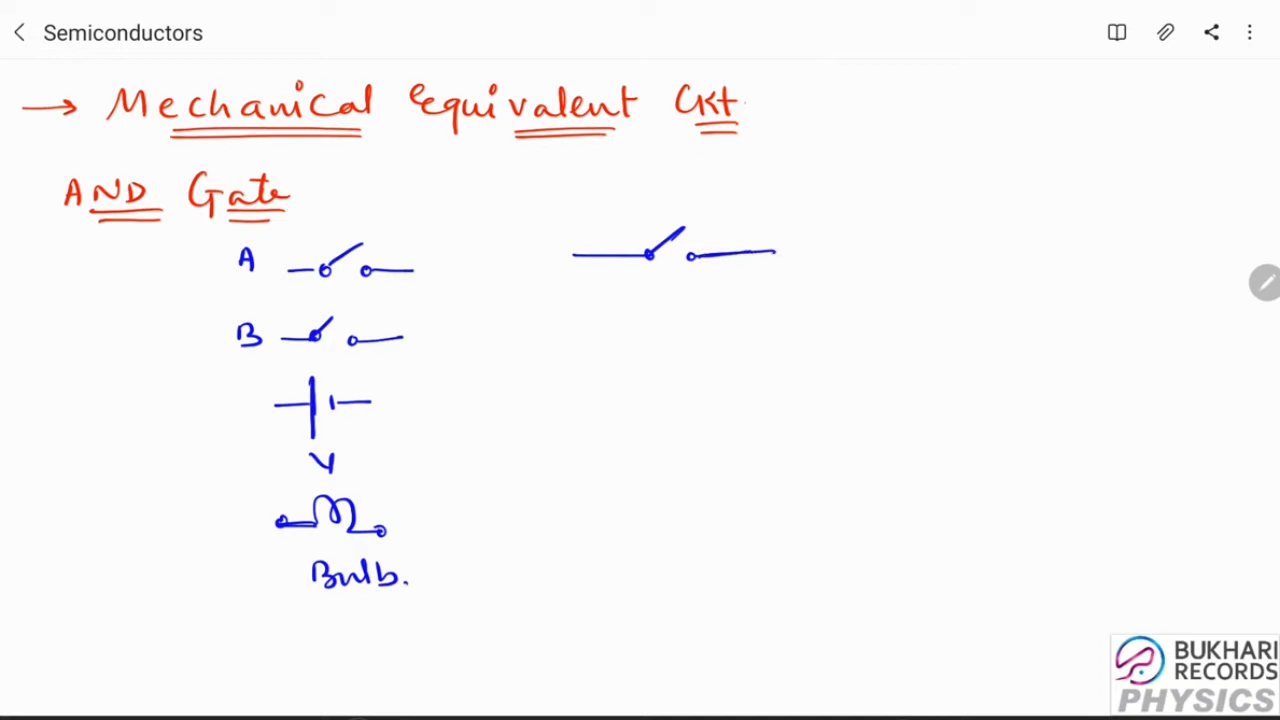 Semiconductors
→ Mechanical equivalent Ckt
AND Gate
A
B
V
Bulb.
BUKHARI
RECORDS
PHYSICS